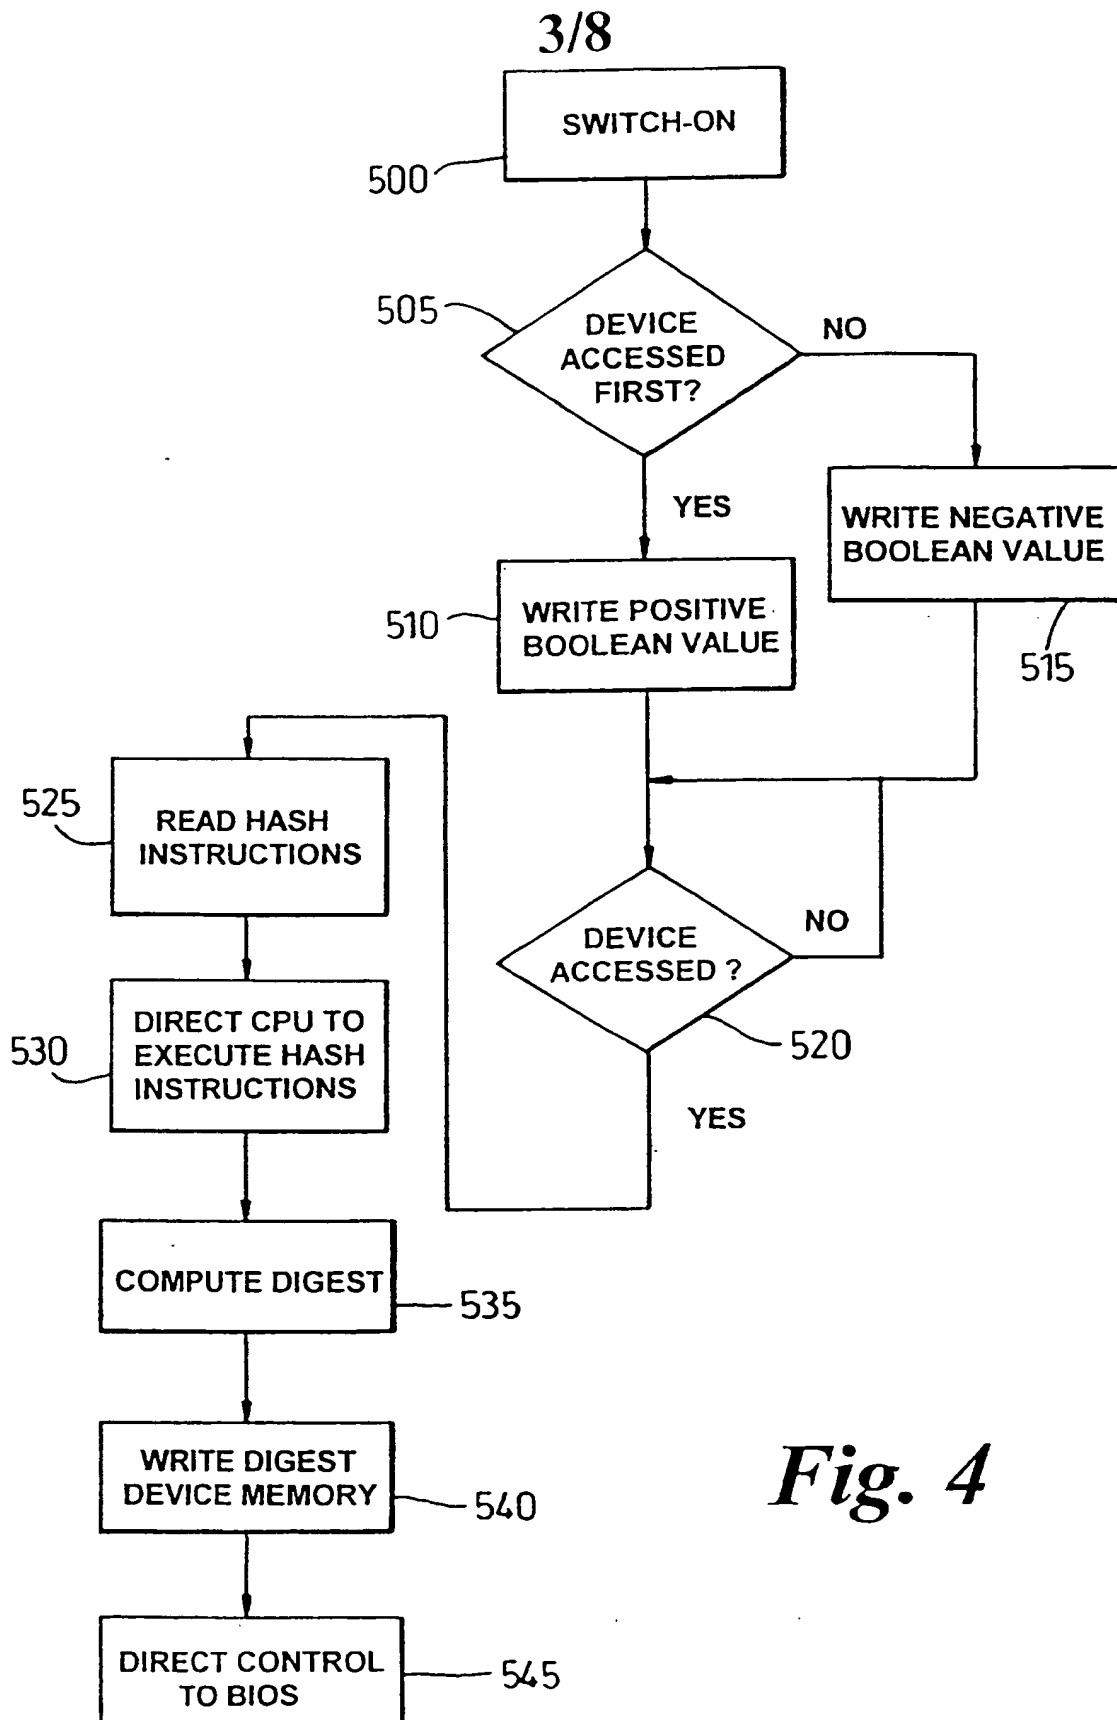 3/8
SWITCH-ON
500
505
DEVICE
ACCESSED
FIRST?
NO
YES
WRITE NEGATIVE
BOOLEAN VALUE
515
510
WRITE POSITIVE
BOOLEAN VALUE
525
READ HASH
INSTRUCTIONS
DEVICE
ACCESSED ?
NO
520
YES
530
DIRECT CPU TO
EXECUTE HASH
INSTRUCTIONS
COMPUTE DIGEST
535
WRITE DIGEST
DEVICE MEMORY
540
DIRECT CONTROL
TO BIOS
545
Fig. 4